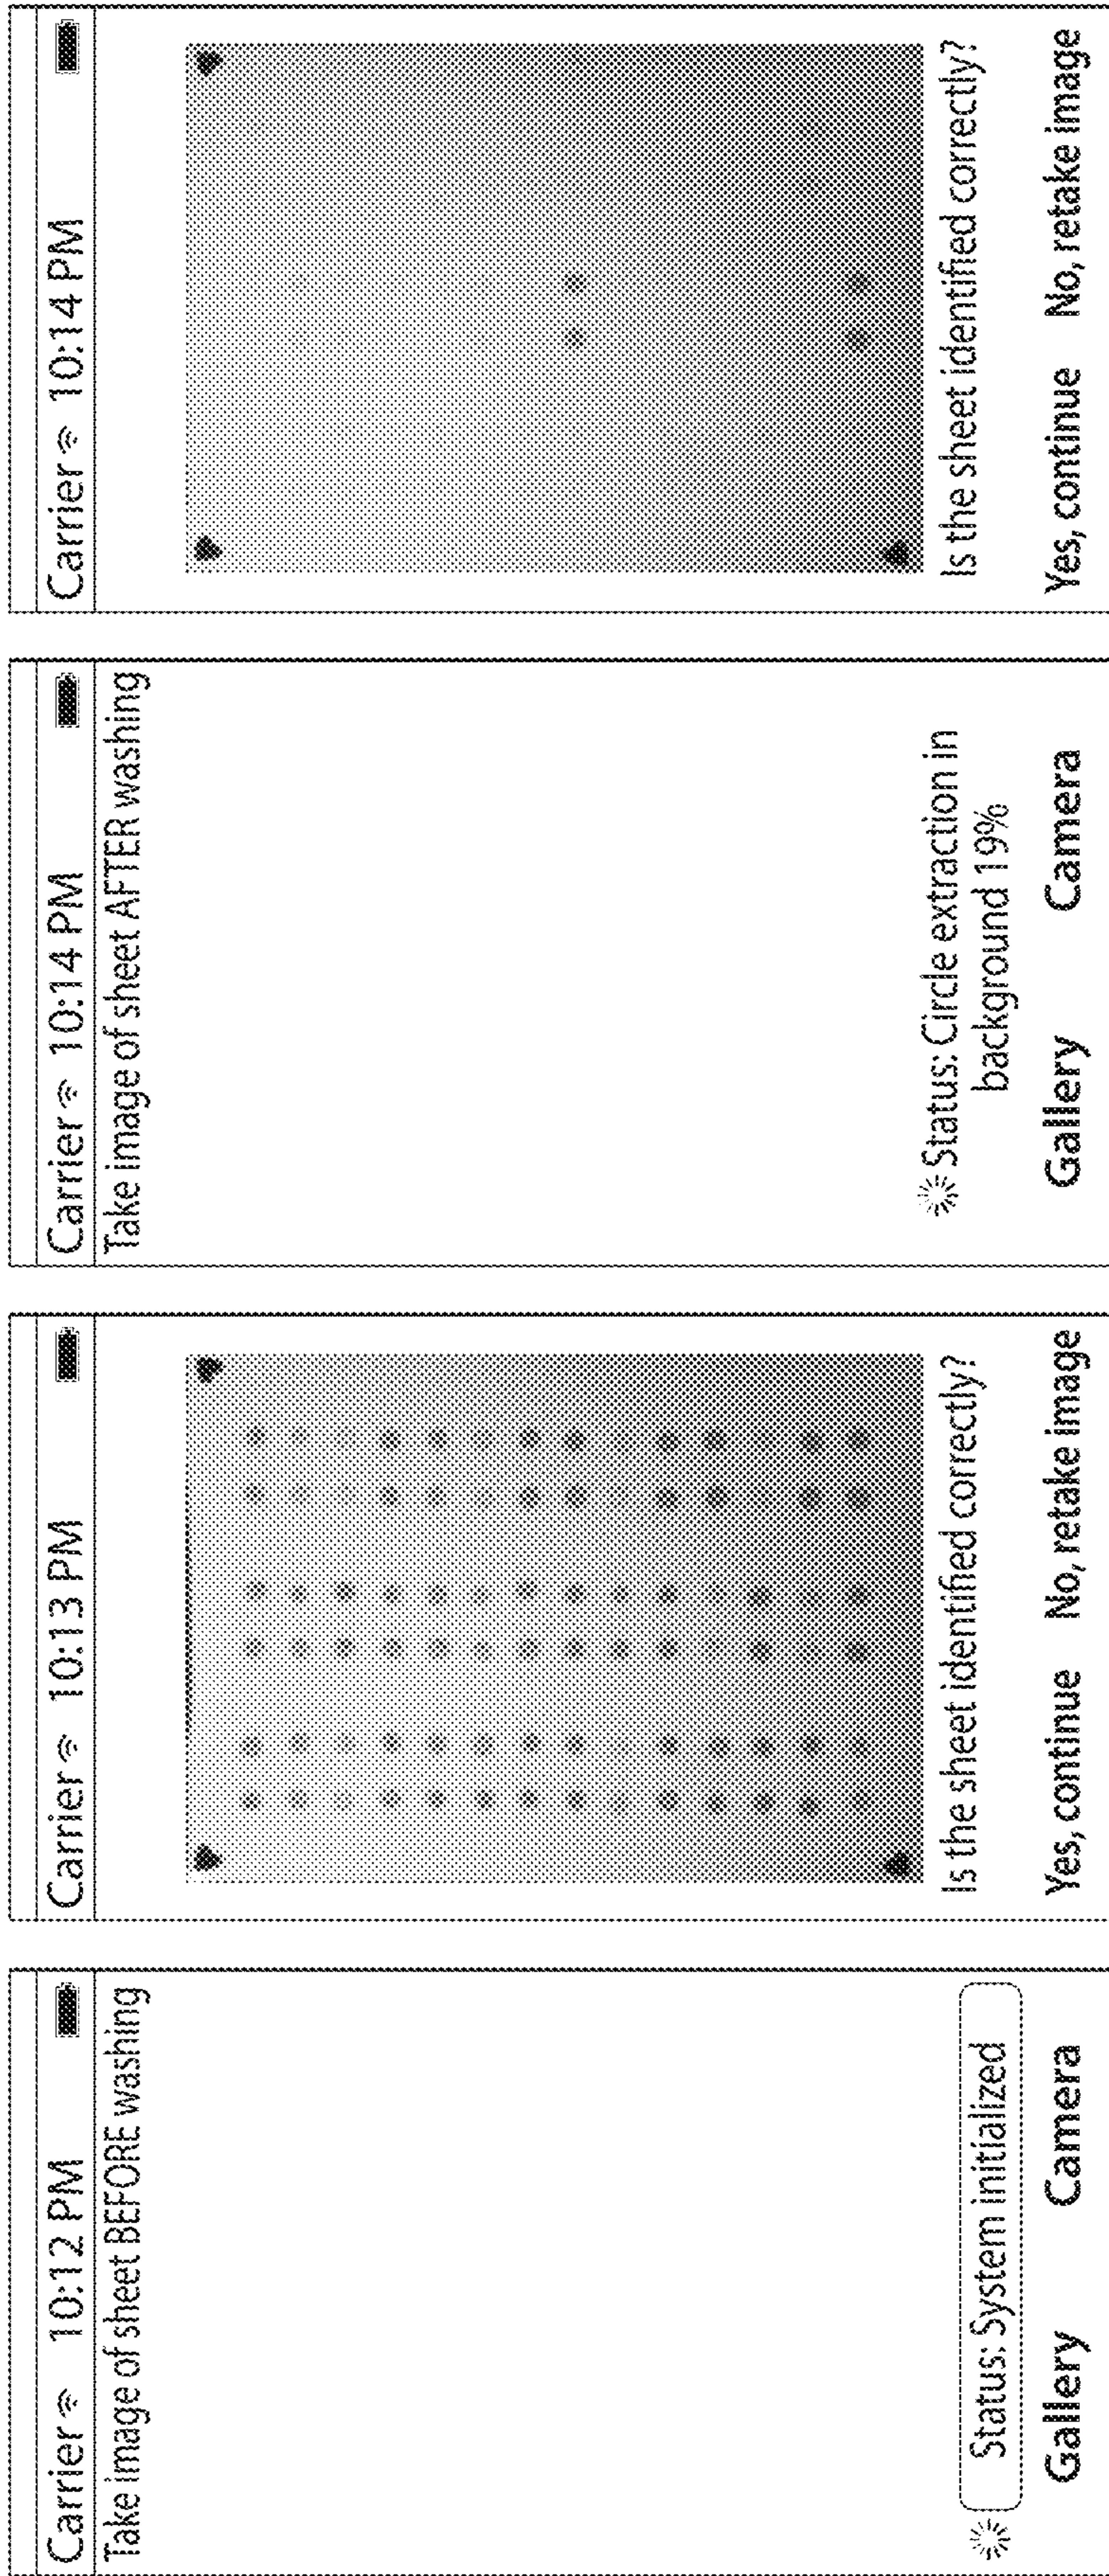 Carrier 10:12 PM
Take image of sheet BEFORE washing
Status: System initialized
Gallery Camera
Carrier 10:13 PM
Is the sheet identified correctly?
Yes, continue No, retake image
Carrier 10:14 PM
Take image of sheet AFTER washing
Status: Circle extraction in
background 19%
Gallery Camera
Carrier 10:14 PM
Is the sheet identified correctly?
Yes, continue No, retake image